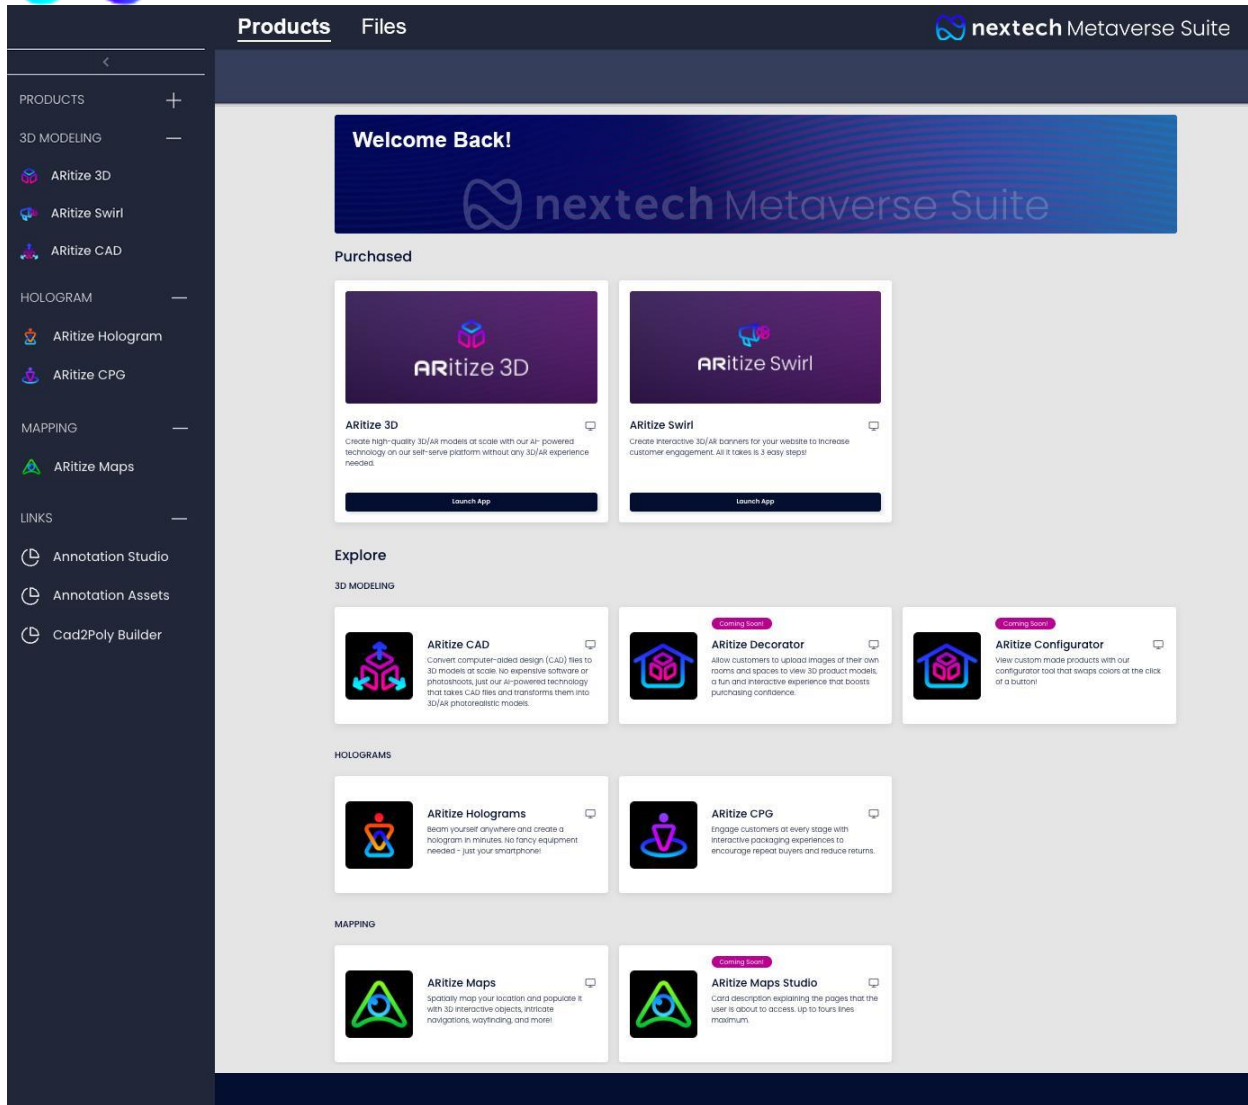 Products Files
nextech Metaverse Suite
PRODUCTS
3D MODELING
ARitize 3D
ARitize Swirl
ARitize CAD
HOLOGRAM
ARitize Hologram
ARitize CPG
MAPPING
ARitize Maps
LINKS
Annotation Studio
Annotation Assets
Cad2Poly Builder
Welcome Back!
nextech Metaverse Suite
Purchased
ARitize 3D
ARitize 3D
Create high-quality 3D/AR models at scale with our AI- powered
technology on our self-serve platform without any 3D/AR experience
needed.
Launch App
ARitize Swirl
ARitize Swirl
Create interactive 3D/AR banners for your website to increase
customer engagement. All it takes is 3 easy steps!
Launch App
Explore
3D MODELING
ARitize CAD
Convert computer-aided design (CAD) files to
3D models at scale. No expensive software or
photoshoots, just our AI-powered technology
that takes CAD files and transforms them into
3D/AR photorealistic models.
Coming Soon!
ARitize Decorator
Allow customers to upload images of their own
rooms and spaces to view 3D product models,
a fun and interactive experience that boosts
purchasing confidence.
Coming Soon!
ARitize Configurator
View custom made products with our
configurator tool that swaps colors at the click
of a button!
HOLOGRAMS
ARitize Holograms
Beam yourself anywhere and create a
hologram in minutes. No fancy equipment
needed - just your smartphone!
ARitize CPG
Engage customers at every stage with
interactive packaging experiences to
encourage repeat buyers and reduce returns.
MAPPING
ARitize Maps
Spatially map your location and populate it
with 3D interactive objects, intricate
navigations, wayfinding, and more!
Coming Soon!
ARitize Maps Studio
Card description explaining the pages that the
user is about to access. Up to fours lines
maximum.